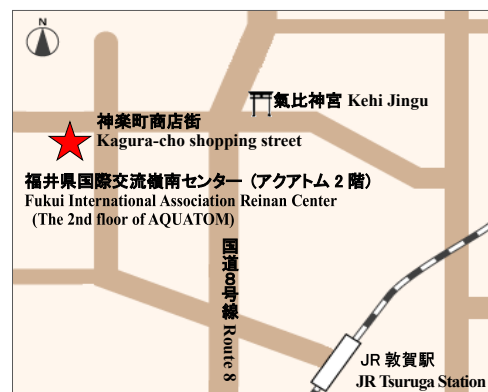 N
氣比神宮 Kehi Jingu
神楽町商店街
Kagura-cho shopping street
福井県国際交流嶺南センター（アクアトム２階）
Fukui International Association Reinan Center
(The 2nd floor of AQUATOM)
国道８号線 Route 8
JR 敦賀駅
JR Tsuruga Station